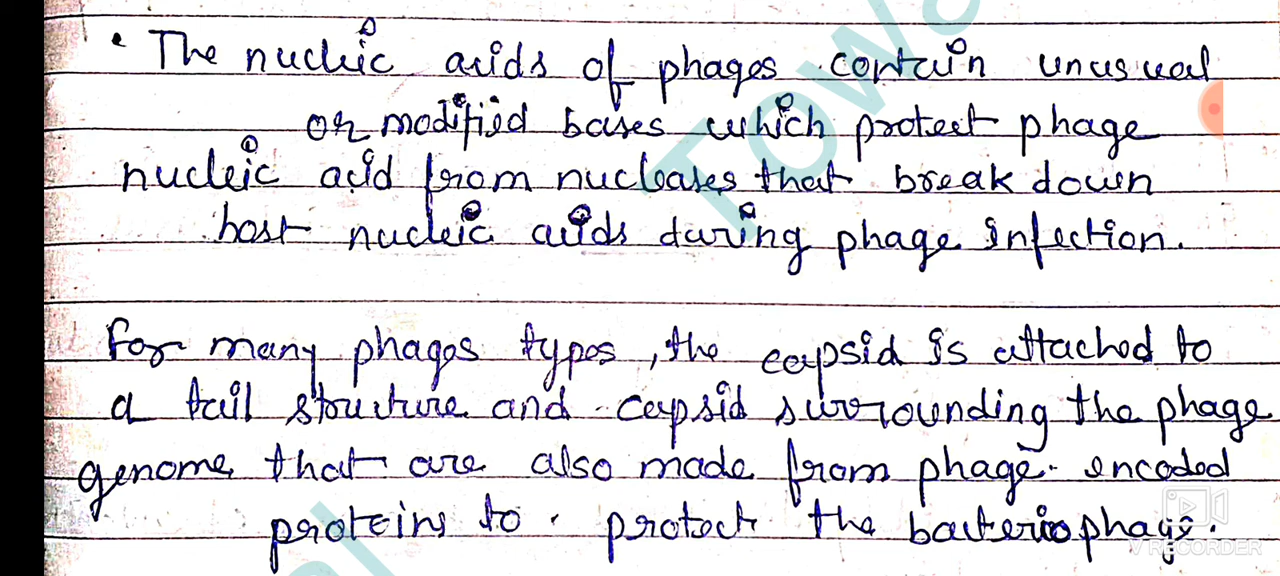 • The nucleic acids of phages contain unusual
or modified bases which protect phage
nucleic acid from nucleases that break down
host nucleic acids during phage infection.
For many phages types, the capsid is attached to
a tail structure and capsid surrounding the phage
genome that are also made from phage-encoded
proteins to protect the bacteriophage.
V RECORDER